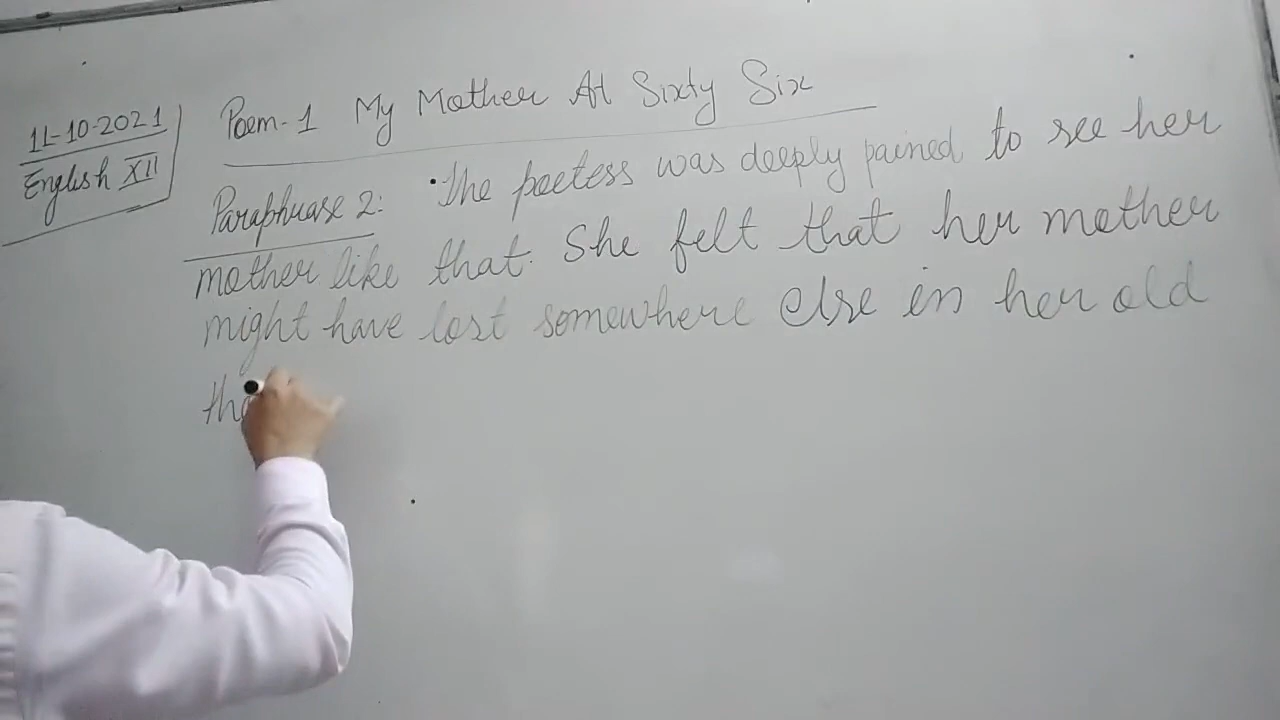 11-10-2021
English XII
Poem-1 My Mother At Sixty Six
Paraphrase 2: • The poetess was deeply pained to see her
mother like that. She felt that her mother
might have lost somewhere else in her old